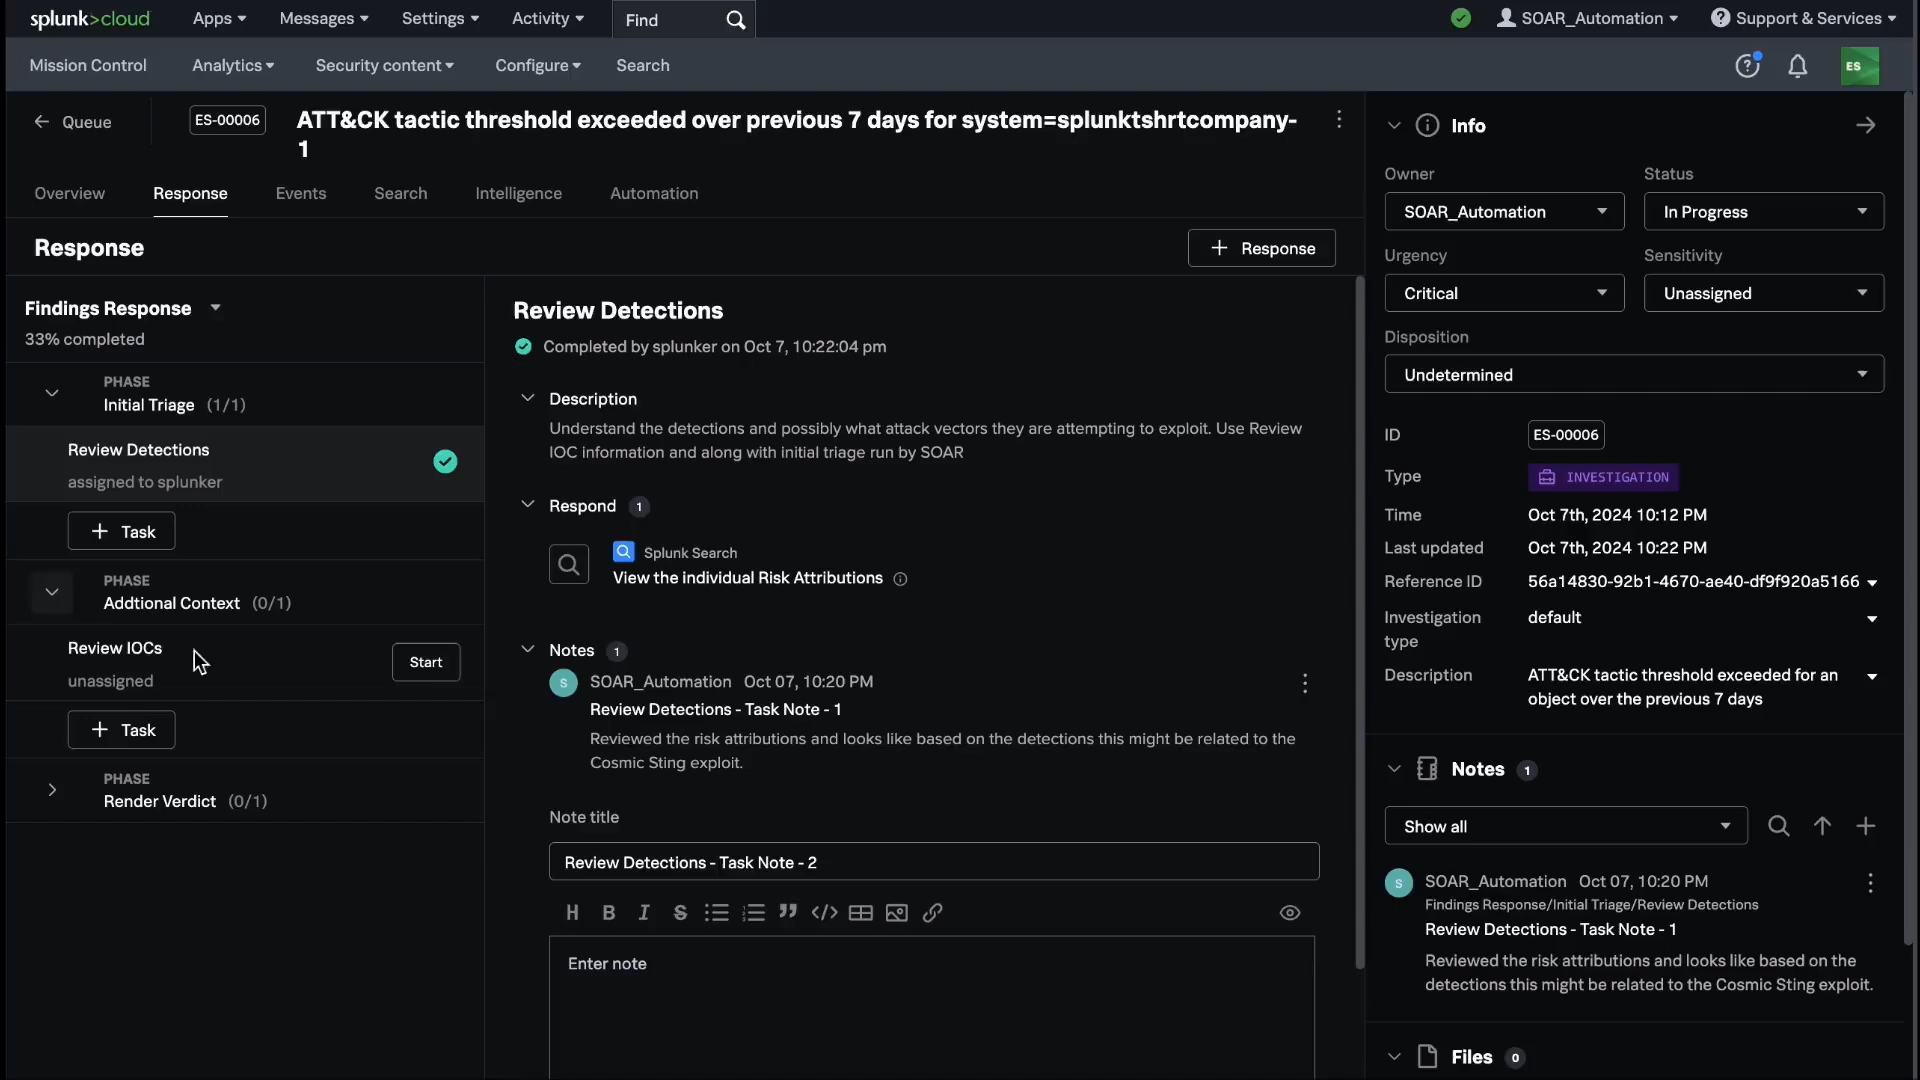 splunk>cloud Apps Messages Settings Activity Find SOAR_Automation Support & Services
Mission Control Analytics Security content Configure Search ES
Queue ES-00006 ATT&CK tactic threshold exceeded over previous 7 days for system=splunktshrtcompany-
1
Overview Response Events Search Intelligence Automation
Response
+ Response
Findings Response
33% completed
PHASE
Initial Triage (1/1)
Review Detections
assigned to splunker
+ Task
PHASE
Addtional Context (0/1)
Review IOCs
unassigned
Start
+ Task
PHASE
Render Verdict (0/1)
Review Detections
Completed by splunker on Oct 7, 10:22:04 pm
Description
Understand the detections and possibly what attack vectors they are attempting to exploit. Use Review
IOC information and along with initial triage run by SOAR
Respond 1
Splunk Search
View the individual Risk Attributions
Notes 1
S SOAR_Automation Oct 07, 10:20 PM
Review Detections - Task Note - 1
Reviewed the risk attributions and looks like based on the detections this might be related to the
Cosmic Sting exploit.
Note title
Review Detections - Task Note - 2
H B I S
Enter note
Info
Owner Status
SOAR_Automation In Progress
Urgency Sensitivity
Critical Unassigned
Disposition
Undetermined
ID ES-00006
Type INVESTIGATION
Time Oct 7th, 2024 10:12 PM
Last updated Oct 7th, 2024 10:22 PM
Reference ID 56a14830-92b1-4670-ae40-df9f920a5166
Investigation default
type
Description ATT&CK tactic threshold exceeded for an
object over the previous 7 days
Notes 1
Show all
S SOAR_Automation Oct 07, 10:20 PM
Findings Response/Initial Triage/Review Detections
Review Detections - Task Note - 1
Reviewed the risk attributions and looks like based on the
detections this might be related to the Cosmic Sting exploit.
Files 0